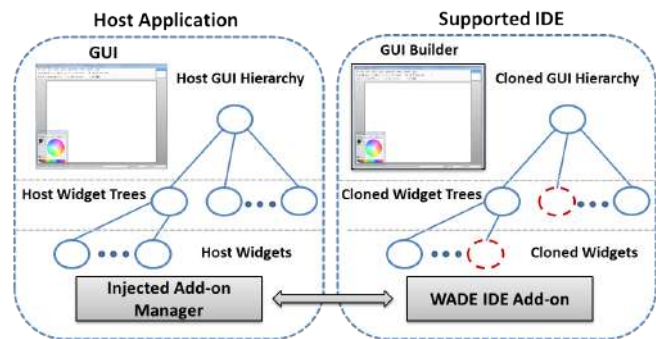 Host Application
GUI
Host GUI Hierarchy
Host Widget Trees
Host Widgets
Injected Add-on
Manager
Supported IDE
GUI Builder
Cloned GUI Hierarchy
Cloned Widget Trees
Cloned Widgets
WADE IDE Add-on